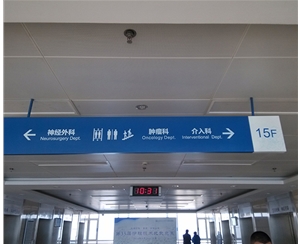 神经外科
Neurosurgery Dept.
肿瘤科
Oncology Dept.
介入科
Interventional Dept.
15F
10:31